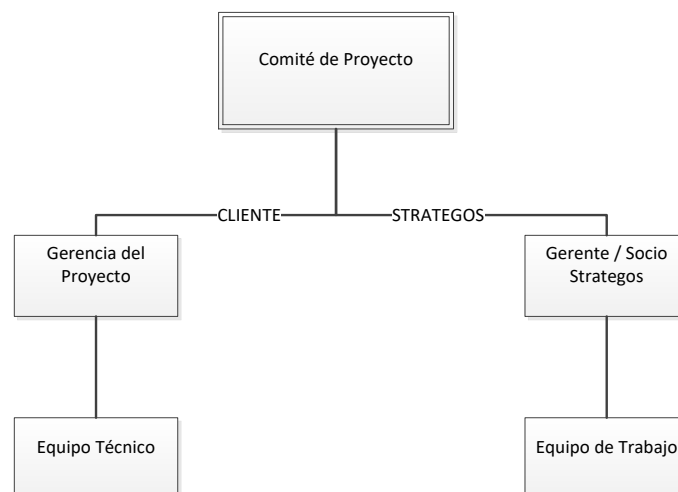 Comité de Proyecto
CLIENTE
STRATEGOS
Gerencia del
Proyecto
Gerente / Socio
Strategos
Equipo Técnico
Equipo de Trabajo